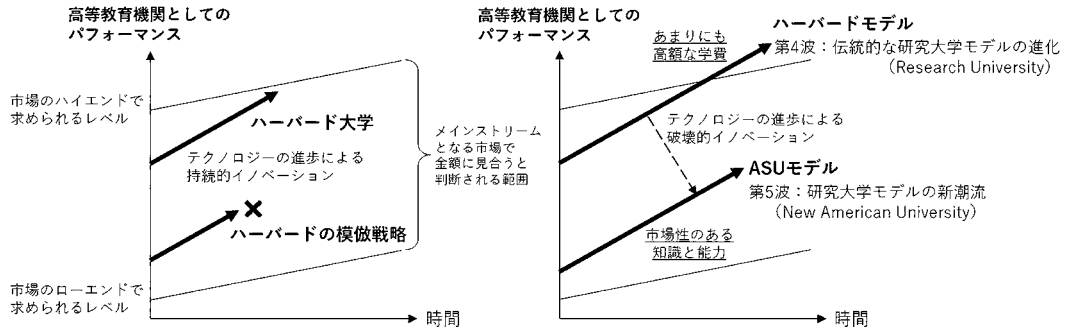 高等教育機関としての
パフォーマンス
市場のハイエンドで
求められるレベル
ハーバード大学
テクノロジーの進歩による
持続的イノベーション
メインストリーム
となる市場で
金額に見合うと
判断される範囲
ハーバードの模倣戦略
市場のローエンドで
求められるレベル
時間
高等教育機関としての
パフォーマンス
あまりにも
高額な学費
ハーバードモデル
第4波：伝統的な研究大学モデルの進化
（Research University）
テクノロジーの進歩による
破壊的イノベーション
ASUモデル
第5波：研究大学モデルの新潮流
（New American University）
市場性のある
知識と能力
時間